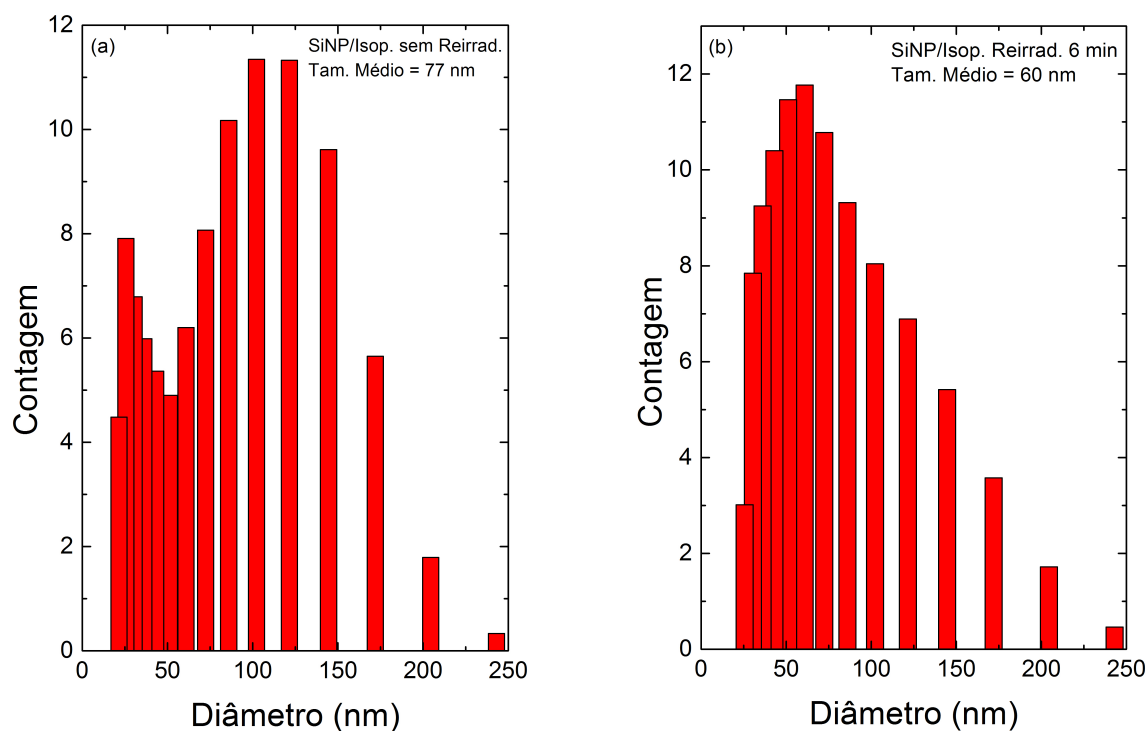 (a)
SiNP/Isop. sem Reirrad.
Tam. Médio = 77 nm
12
10
8
6
4
2
0
Contagem
0 50 100 150 200 250
Diâmetro (nm)
(b)
SiNP/Isop. Reirrad. 6 min
Tam. Médio = 60 nm
12
10
8
6
4
2
0
Contagem
0 50 100 150 200 250
Diâmetro (nm)